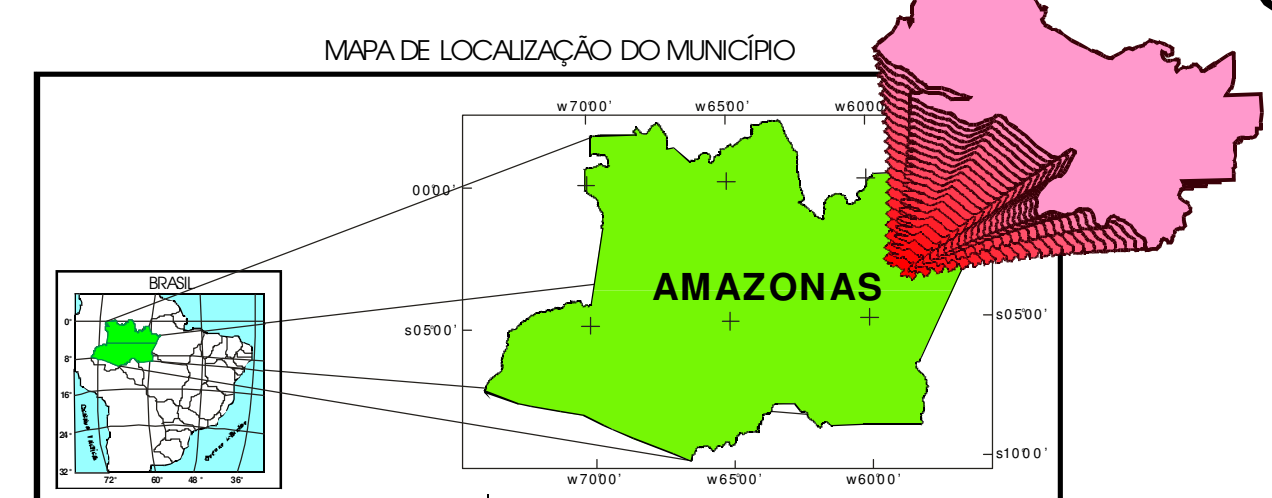 MAPA DE LOCALIZAÇÃO DO MUNICÍPIO
w70°00' w65°00' w60°00'
00°00'
BRASIL
AMAZONAS
0°
s05°00' s05°00'
8°
16°
24°
s10°00'
32°
72° 60° 48° 36°
w70°00' w65°00' w60°00'